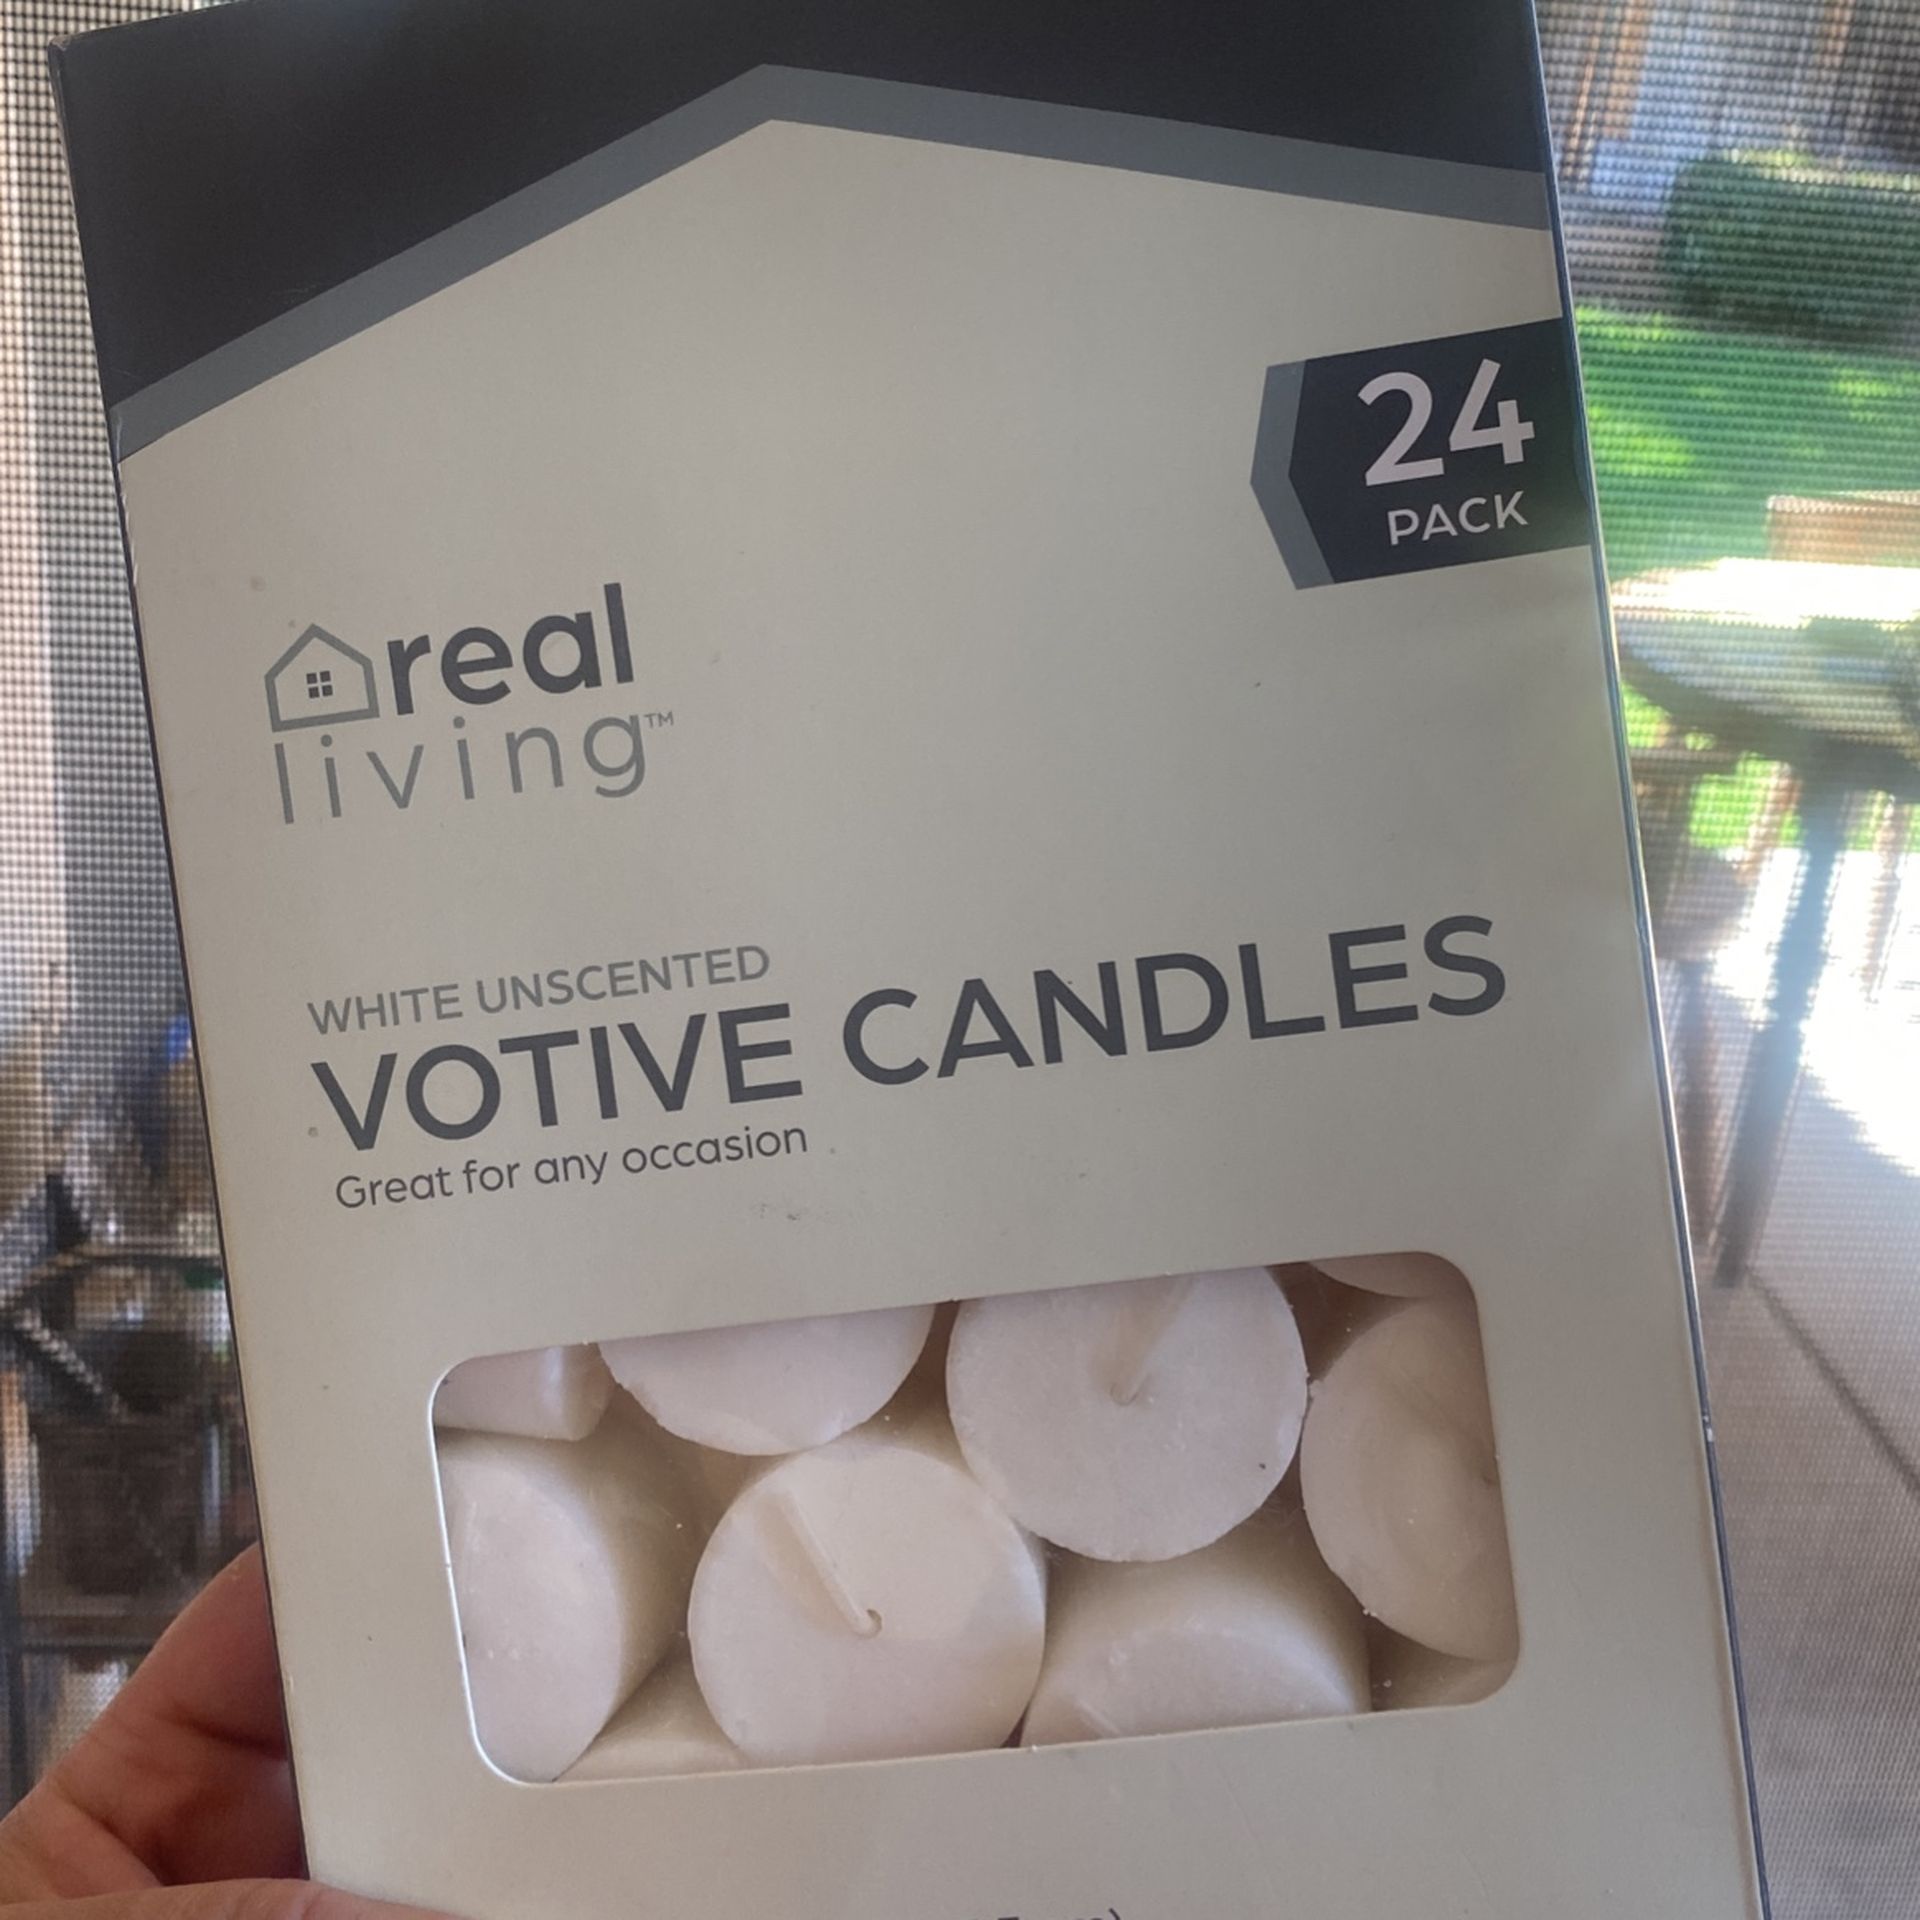 24
PACK
real
living™
WHITE UNSCENTED
VOTIVE CANDLES
Great for any occasion